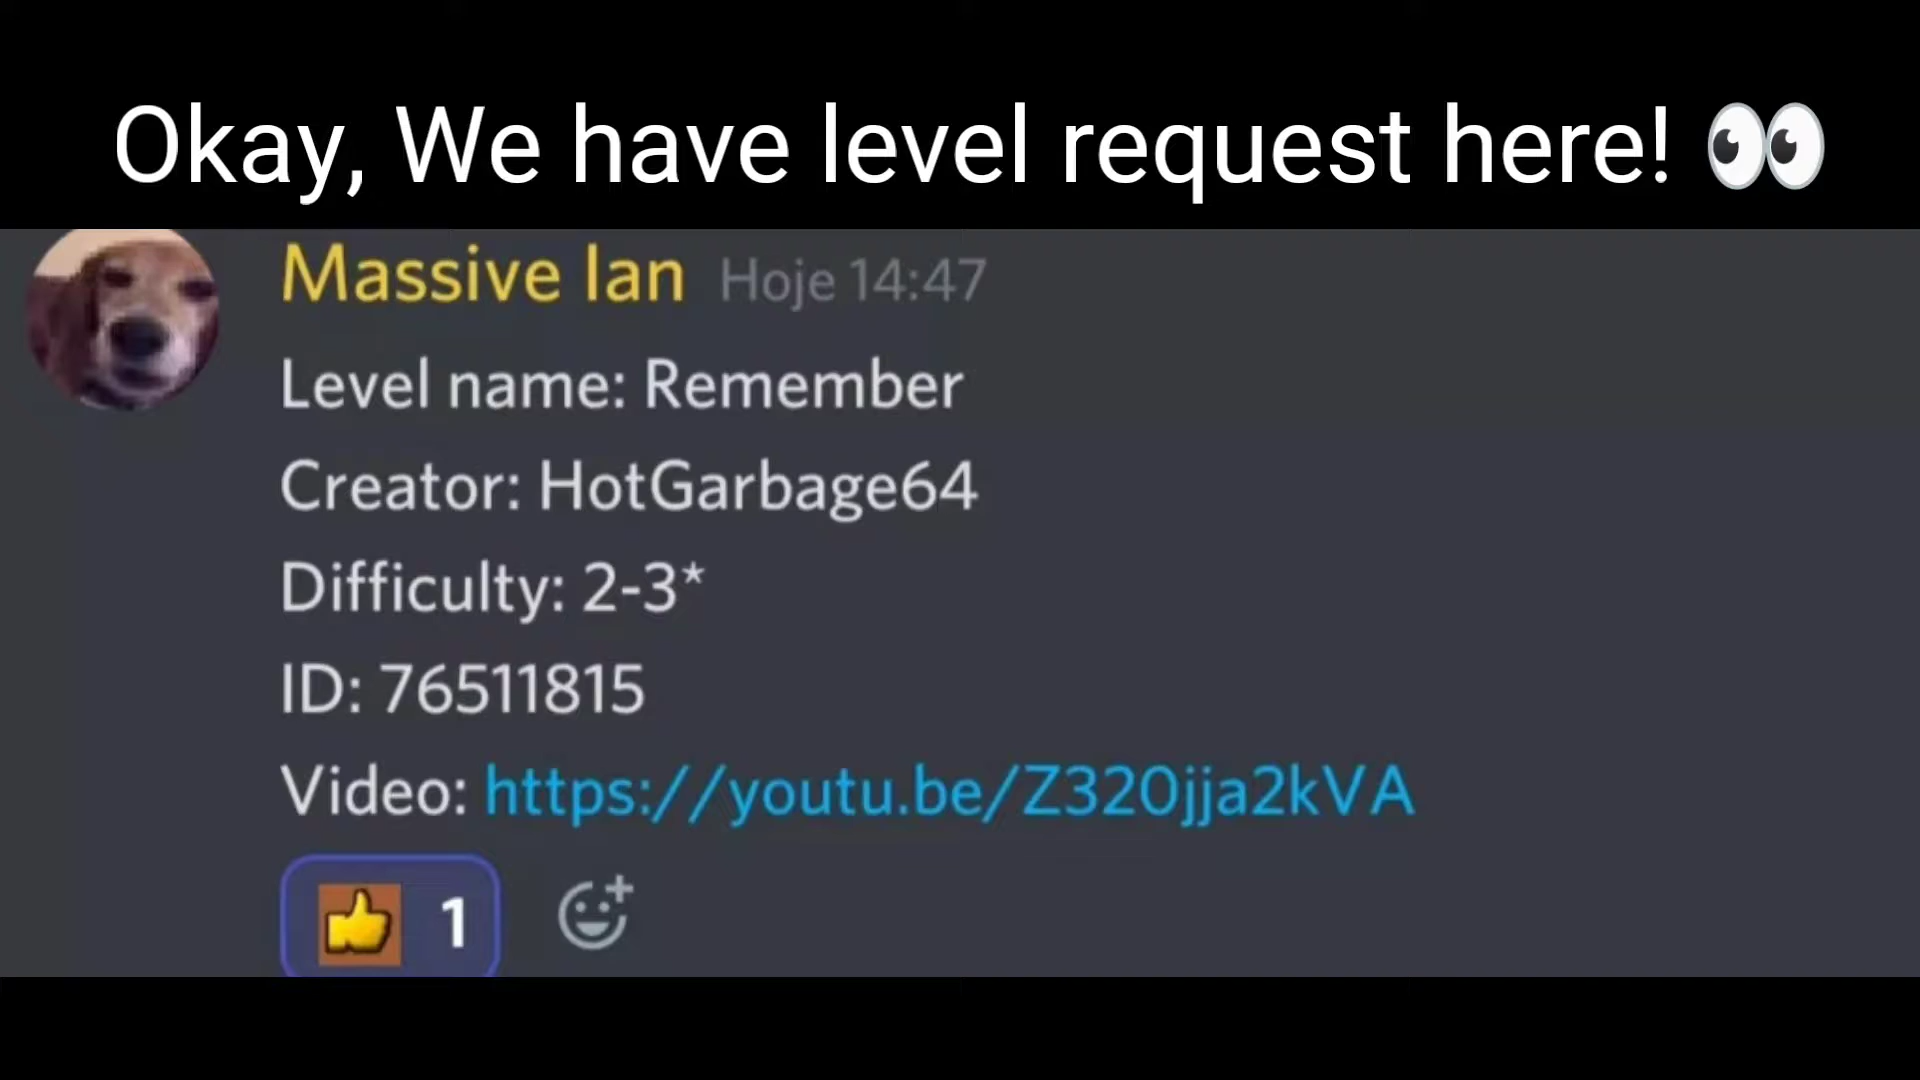 Okay, We have level request here! 👀
Massive Ian Hoje 14:47
Level name: Remember
Creator: HotGarbage64
Difficulty: 2-3*
ID: 76511815
Video: https://youtu.be/Z320jja2kVA
1